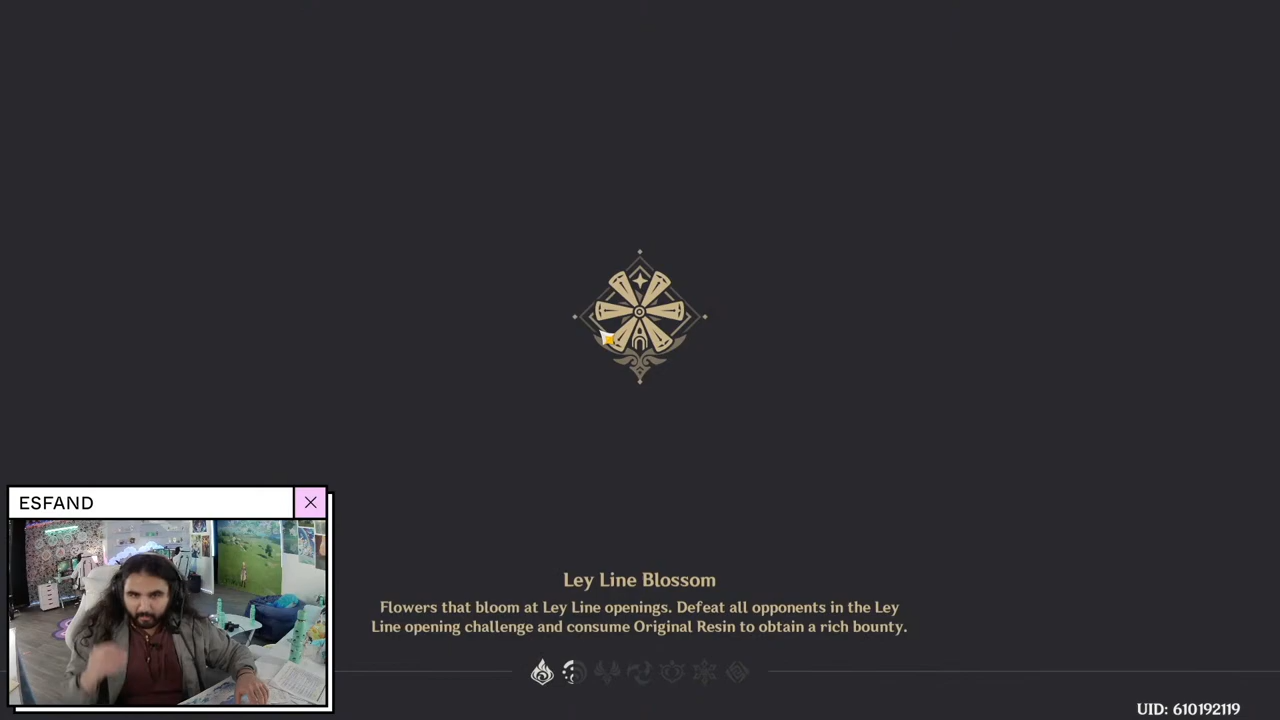 ESFAND
Ley Line Blossom
Flowers that bloom at Ley Line openings. Defeat all opponents in the Ley
Line opening challenge and consume Original Resin to obtain a rich bounty.
UID: 610192119